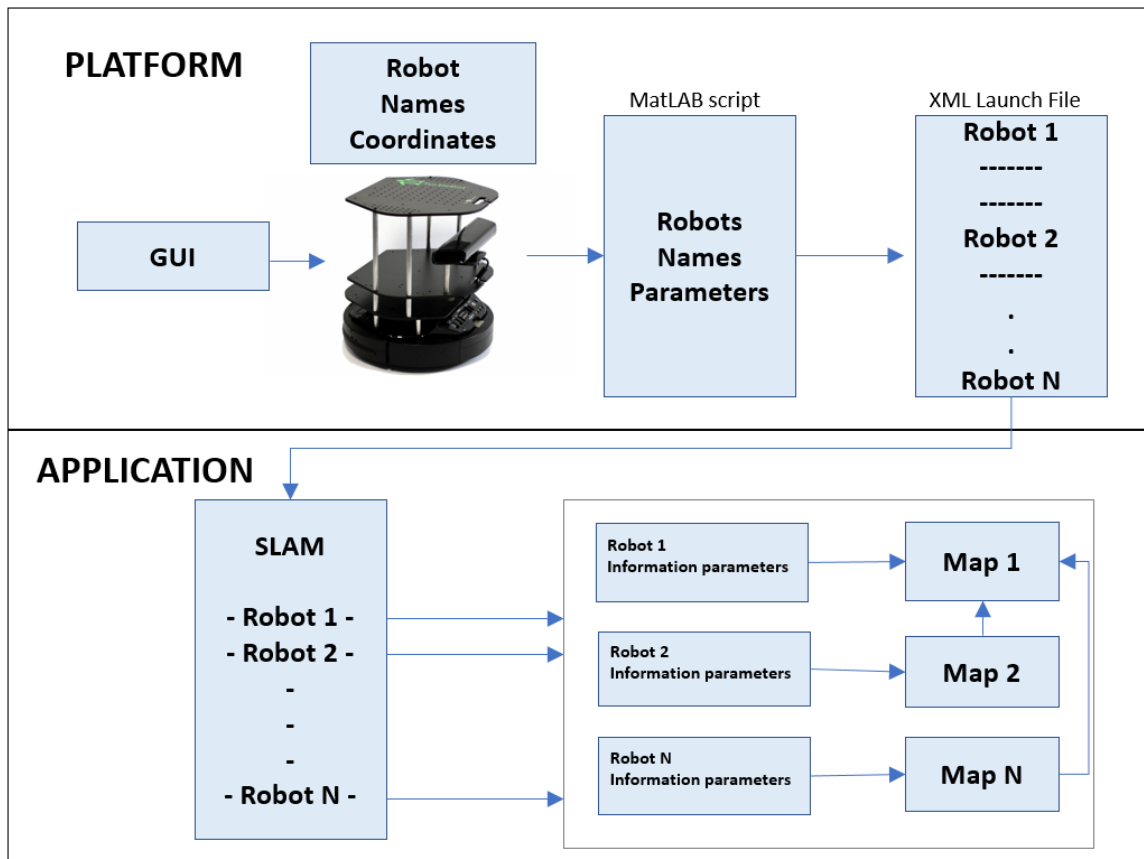 PLATFORM
Robot
Names
Coordinates
GUI
MatLAB script
Robots
Names
Parameters
XML Launch File
Robot 1
-------
-------
Robot 2
-------
.
.
Robot N
APPLICATION
SLAM
- Robot 1 -
- Robot 2 -
-
-
-
- Robot N -
Robot 1
Information parameters
Map 1
Robot 2
Information parameters
Map 2
Robot N
Information parameters
Map N